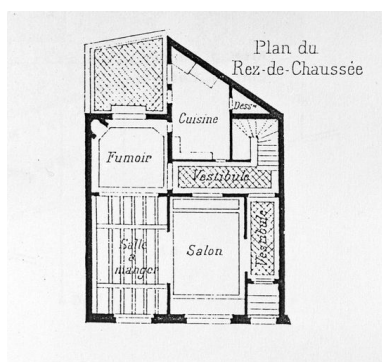 Plan du
Rez-de-Chaussée
Cuisine
Dess.
Fumoir
Vestibule
Salle
à
manger
Salon
Vestibule